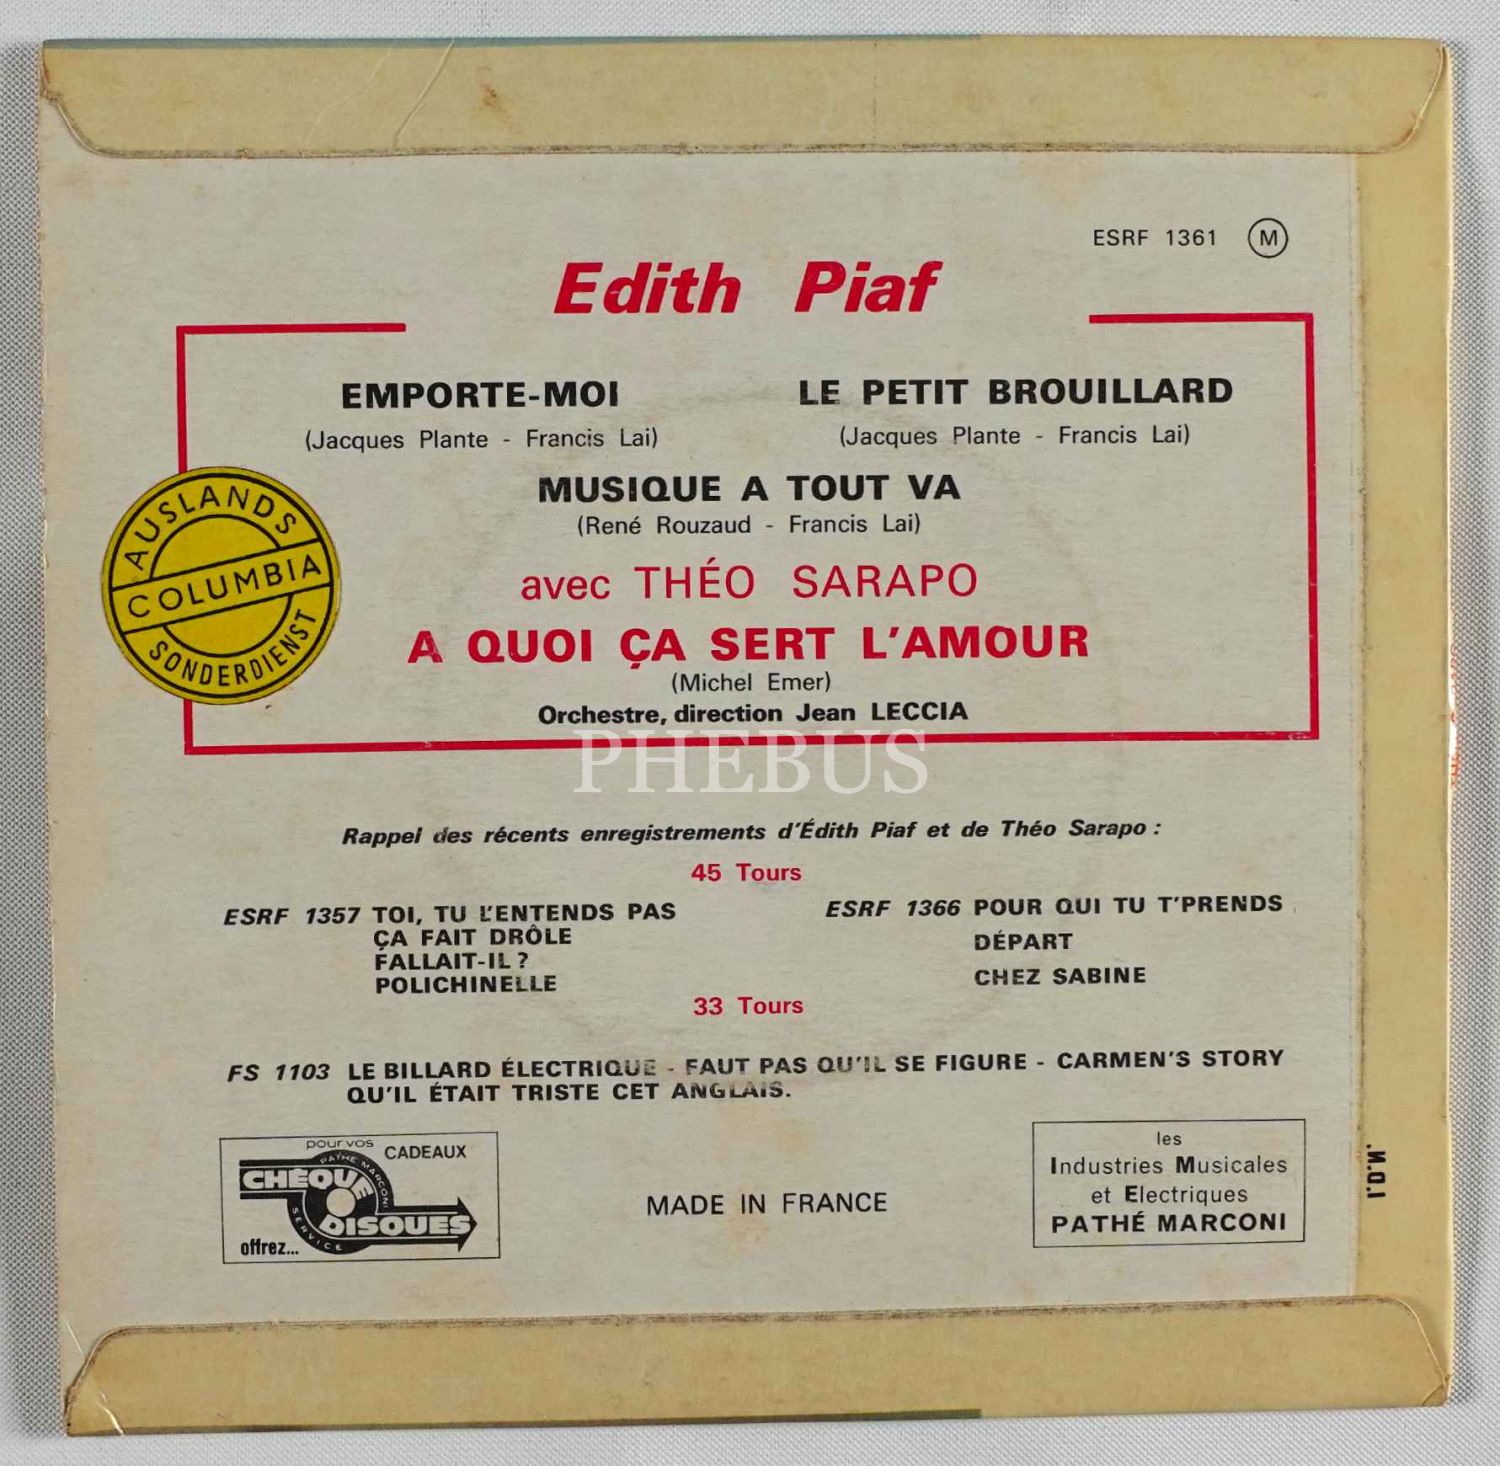 ESRF 1361 M
Edith Piaf
EMPORTE-MOI
(Jacques Plante - Francis Lai)
LE PETIT BROUILLARD
(Jacques Plante - Francis Lai)
MUSIQUE A TOUT VA
(René Rouzaud - Francis Lai)
avec THÉO SARAPO
A QUOI ÇA SERT L'AMOUR
(Michel Emer)
Orchestre, direction Jean LECCIA
AUSLANDS
COLUMBIA
SONDERDIENST
PHEBUS
Rappel des récents enregistrements d'Édith Piaf et de Théo Sarapo :
45 Tours
ESRF 1357 TOI, TU L'ENTENDS PAS
ÇA FAIT DRÔLE
FALLAIT-IL ?
POLICHINELLE
ESRF 1366 POUR QUI TU T'PRENDS
DÉPART
CHEZ SABINE
33 Tours
FS 1103 LE BILLARD ÉLECTRIQUE - FAUT PAS QU'IL SE FIGURE - CARMEN'S STORY
QU'IL ÉTAIT TRISTE CET ANGLAIS.
pour vos CADEAUX
PATHÉ MARCONI
CHÈQUE
DISQUES
SERVICE
offrez...
MADE IN FRANCE
les
Industries Musicales
et Electriques
PATHÉ MARCONI
I.D.N.